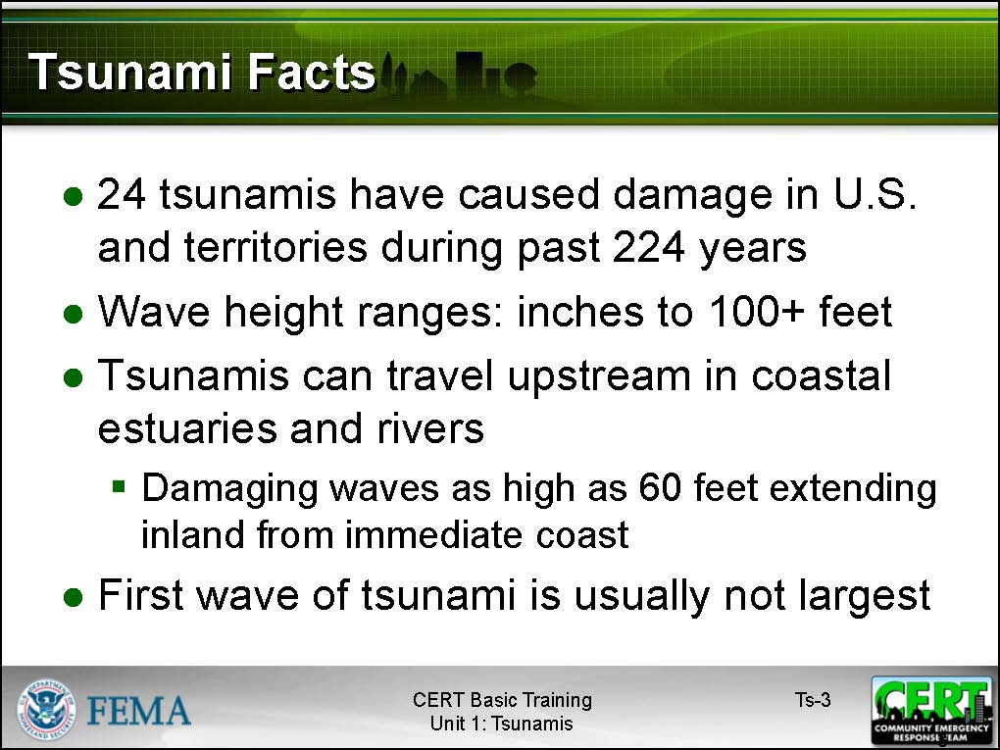 Tsunami Facts
● 24 tsunamis have caused damage in U.S.
and territories during past 224 years
● Wave height ranges: inches to 100+ feet
● Tsunamis can travel upstream in coastal
estuaries and rivers
▪ Damaging waves as high as 60 feet extending
inland from immediate coast
● First wave of tsunami is usually not largest
FEMA
CERT Basic Training
Unit 1: Tsunamis
Ts-3
CERT
COMMUNITY EMERGENCY
RESPONSE TEAM